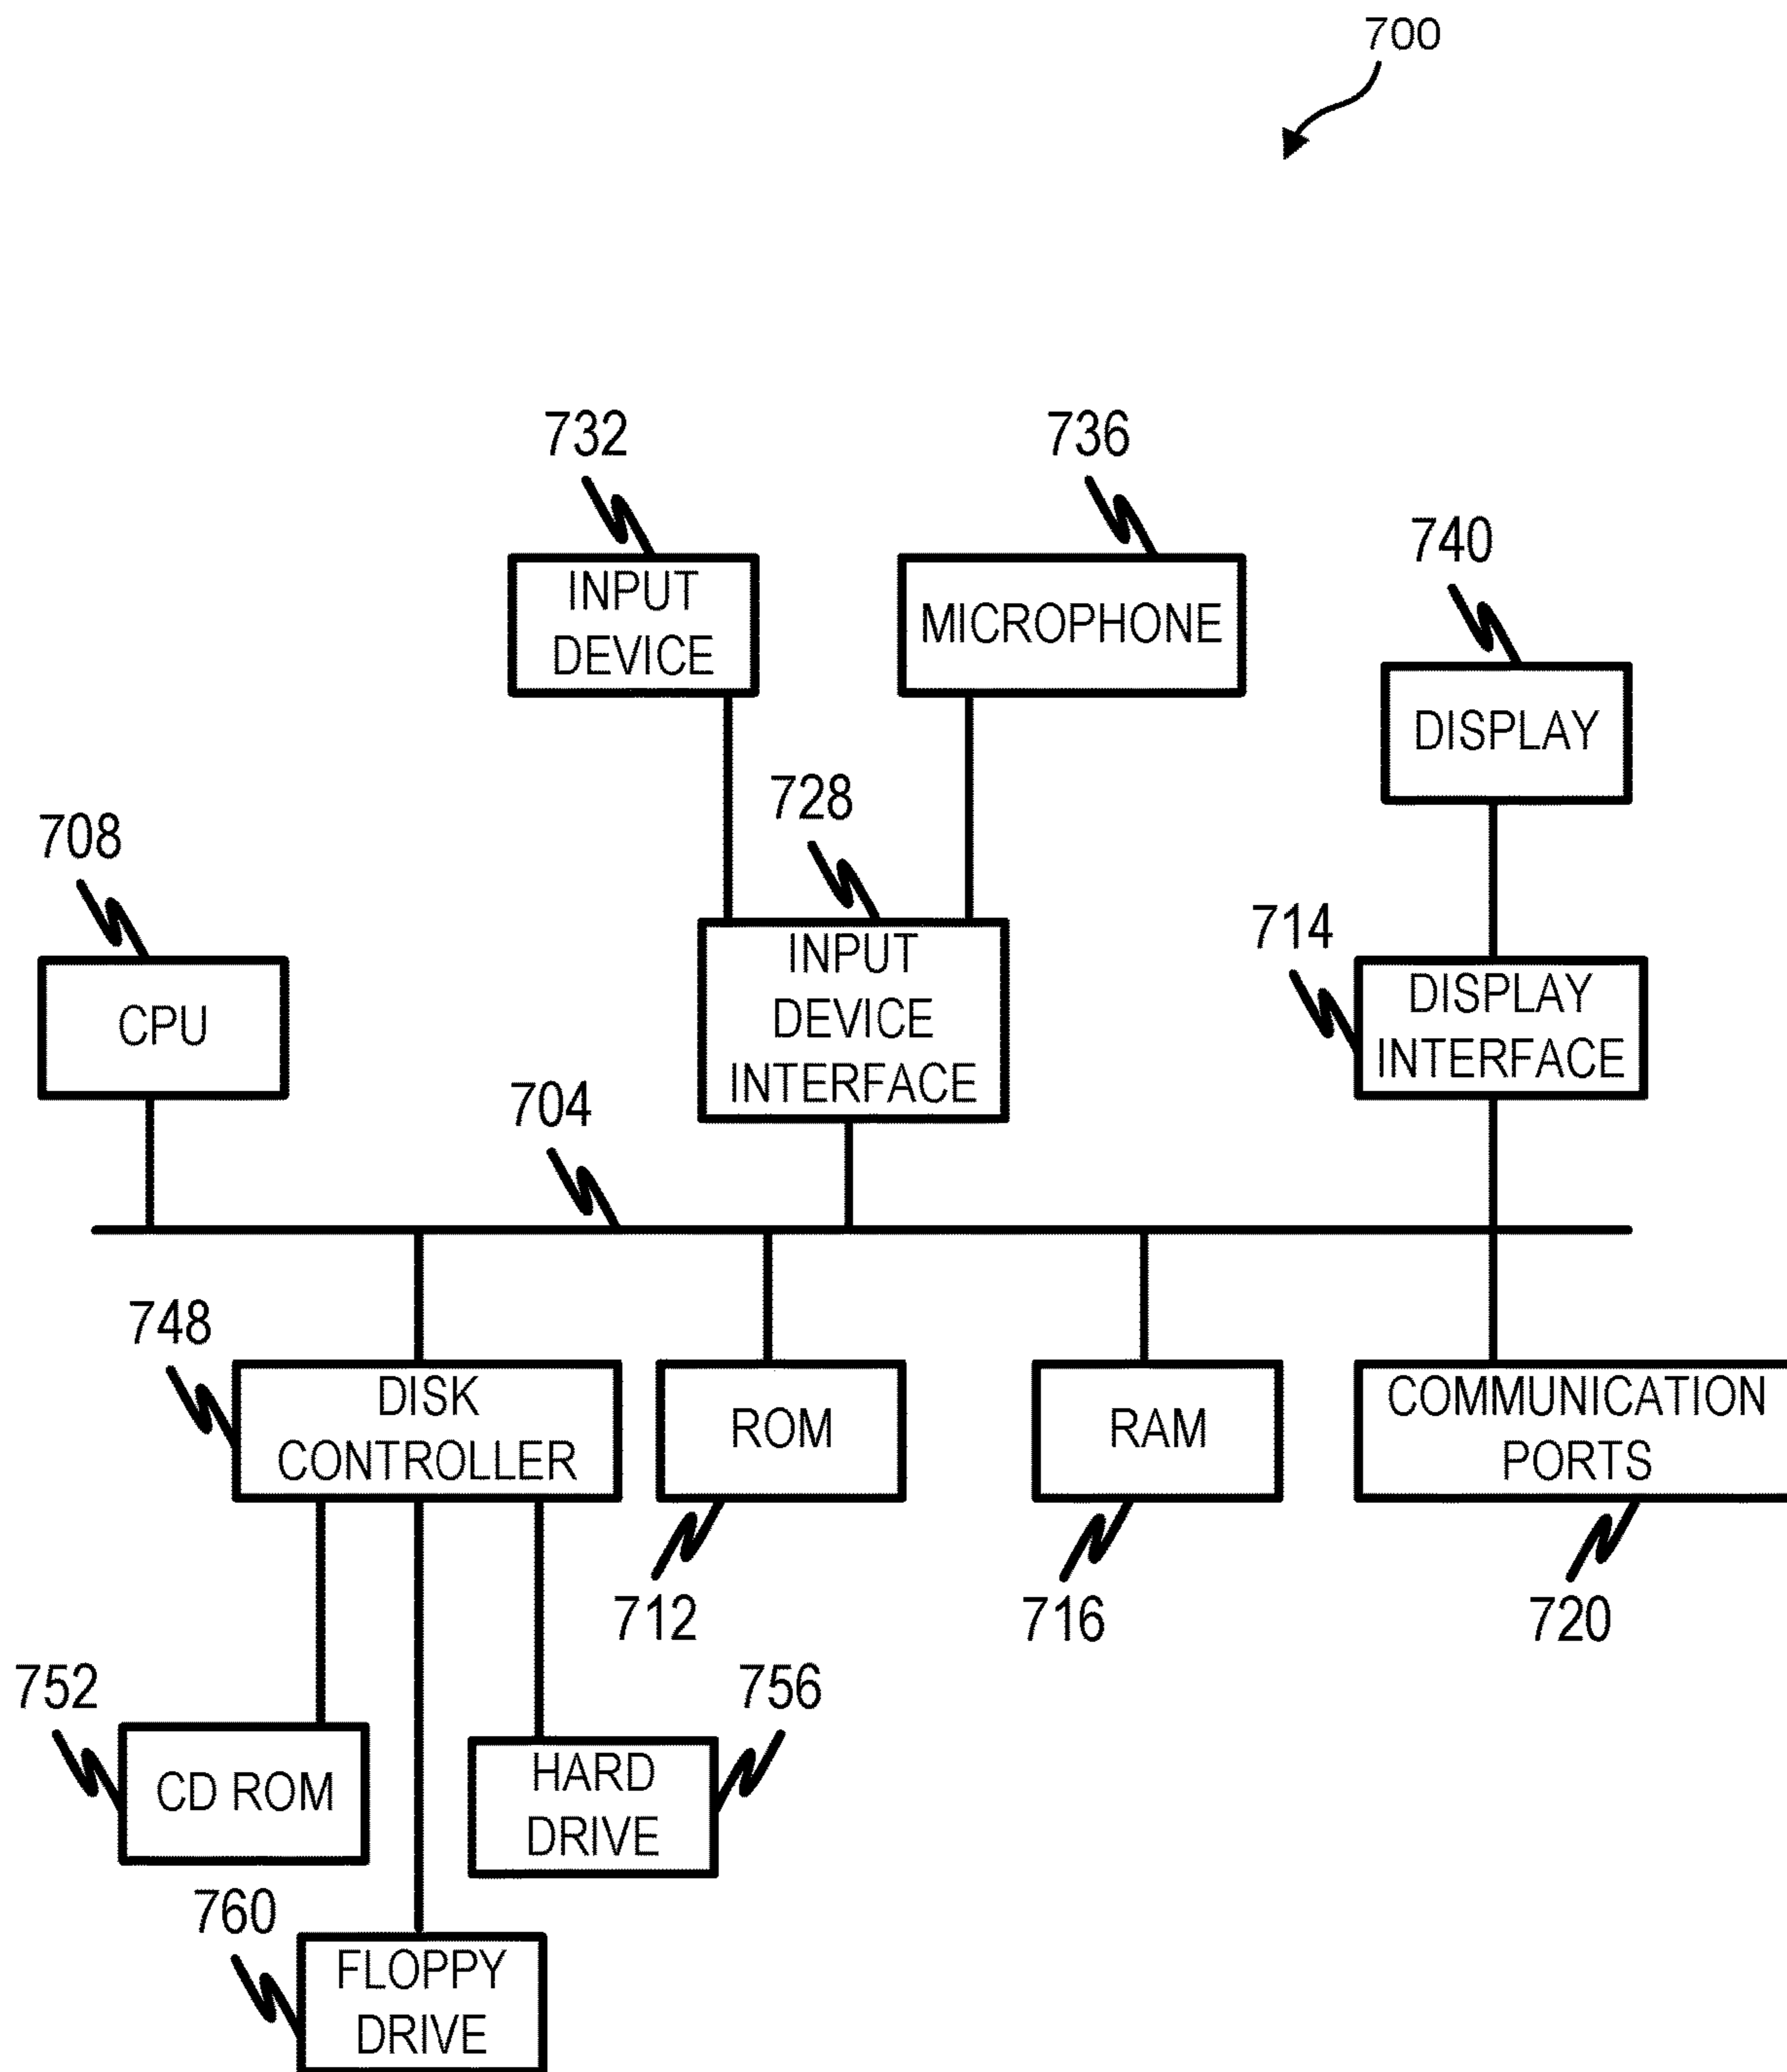 700
732
736
INPUT
DEVICE
MICROPHONE
740
DISPLAY
728
708
INPUT
DEVICE
INTERFACE
714
DISPLAY
INTERFACE
CPU
704
748
DISK
CONTROLLER
ROM
RAM
COMMUNICATION
PORTS
712
716
720
752
756
CD ROM
HARD
DRIVE
760
FLOPPY
DRIVE